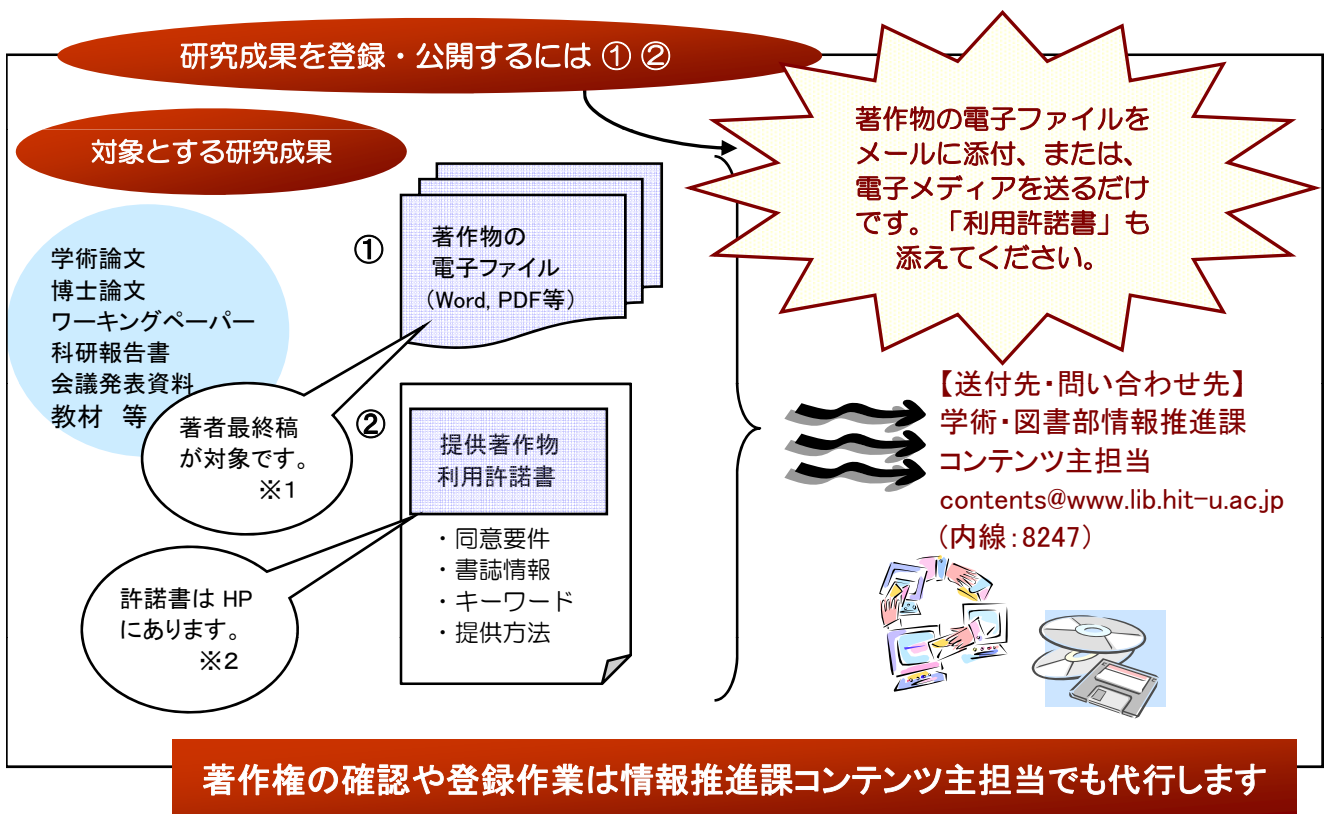 研究成果を登録・公開するには ① ②
対象とする研究成果
学術論文
博士論文
ワーキングペーパー
科研報告書
会議発表資料
教材　等
①
著作物の
電子ファイル
（Word, PDF等）
著者最終稿
が対象です。
※1
②
提供著作物
利用許諾書
・同意要件
・書誌情報
・キーワード
・提供方法
許諾書は HP
にあります。
※2
著作物の電子ファイルを
メールに添付、または、
電子メディアを送るだけ
です。「利用許諾書」も
添えてください。
【送付先・問い合わせ先】
学術・図書部情報推進課
コンテンツ主担当
contents@www.lib.hit-u.ac.jp
（内線：8247）
著作権の確認や登録作業は情報推進課コンテンツ主担当でも代行します